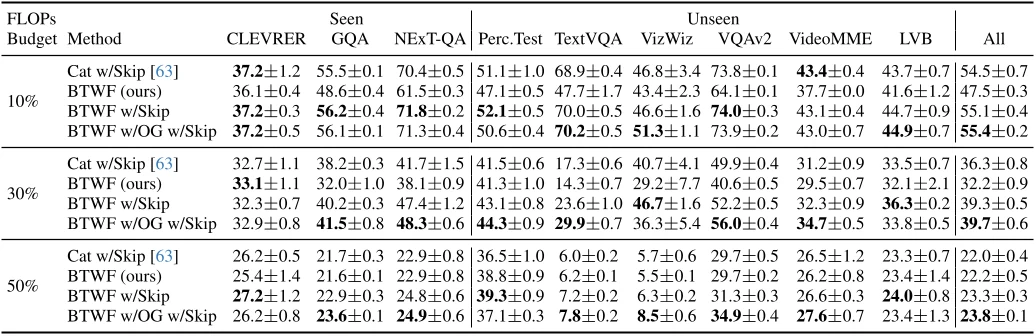 FLOPs Seen Unseen
Budget Method CLEVRER GQA NExT-QA Perc.Test TextVQA VizWiz VQAv2 VideoMME LVB All
Cat w/Skip [63] 37.2±1.2 55.5±0.1 70.4±0.5 51.1±1.0 68.9±0.4 46.8±3.4 73.8±0.1 43.4±0.4 43.7±0.7 54.5±0.7
10% BTWF (ours) 36.1±0.4 48.6±0.4 61.5±0.3 47.1±0.5 47.7±1.7 43.4±2.3 64.1±0.1 37.7±0.0 41.6±1.2 47.5±0.3
BTWF w/Skip 37.2±0.3 56.2±0.4 71.8±0.2 52.1±0.5 70.0±0.5 46.6±1.6 74.0±0.3 43.1±0.4 44.7±0.9 55.1±0.4
BTWF w/OG w/Skip 37.2±0.5 56.1±0.1 71.3±0.4 50.6±0.4 70.2±0.5 51.3±1.1 73.9±0.2 43.0±0.7 44.9±0.7 55.4±0.2
Cat w/Skip [63] 32.7±1.1 38.2±0.3 41.7±1.5 41.5±0.6 17.3±0.6 40.7±4.1 49.9±0.4 31.2±0.9 33.5±0.7 36.3±0.8
30% BTWF (ours) 33.1±1.1 32.0±1.0 38.1±0.9 41.3±1.0 14.3±0.7 29.2±7.7 40.6±0.5 29.5±0.7 32.1±2.1 32.2±0.9
BTWF w/Skip 32.3±0.7 40.2±0.3 47.4±1.2 43.1±0.8 23.6±1.0 46.7±1.6 52.2±0.5 32.3±0.9 36.3±0.2 39.3±0.5
BTWF w/OG w/Skip 32.9±0.8 41.5±0.8 48.3±0.6 44.3±0.9 29.9±0.7 36.3±5.4 56.0±0.4 34.7±0.5 33.8±0.5 39.7±0.6
Cat w/Skip [63] 26.2±0.5 21.7±0.3 22.9±0.8 36.5±1.0 6.0±0.2 5.7±0.6 29.7±0.5 26.5±1.2 23.3±0.7 22.0±0.4
50% BTWF (ours) 25.4±1.4 21.6±0.1 22.9±0.8 38.8±0.9 6.2±0.1 5.5±0.1 29.7±0.2 26.2±0.8 23.4±1.4 22.2±0.5
BTWF w/Skip 27.2±1.2 22.9±0.3 24.8±0.6 39.3±0.9 7.2±0.2 6.3±0.2 31.3±0.3 26.6±0.3 24.0±0.8 23.3±0.3
BTWF w/OG w/Skip 26.2±0.8 23.6±0.1 24.9±0.6 37.1±0.3 7.8±0.2 8.5±0.6 34.9±0.4 27.6±0.7 23.4±1.3 23.8±0.1